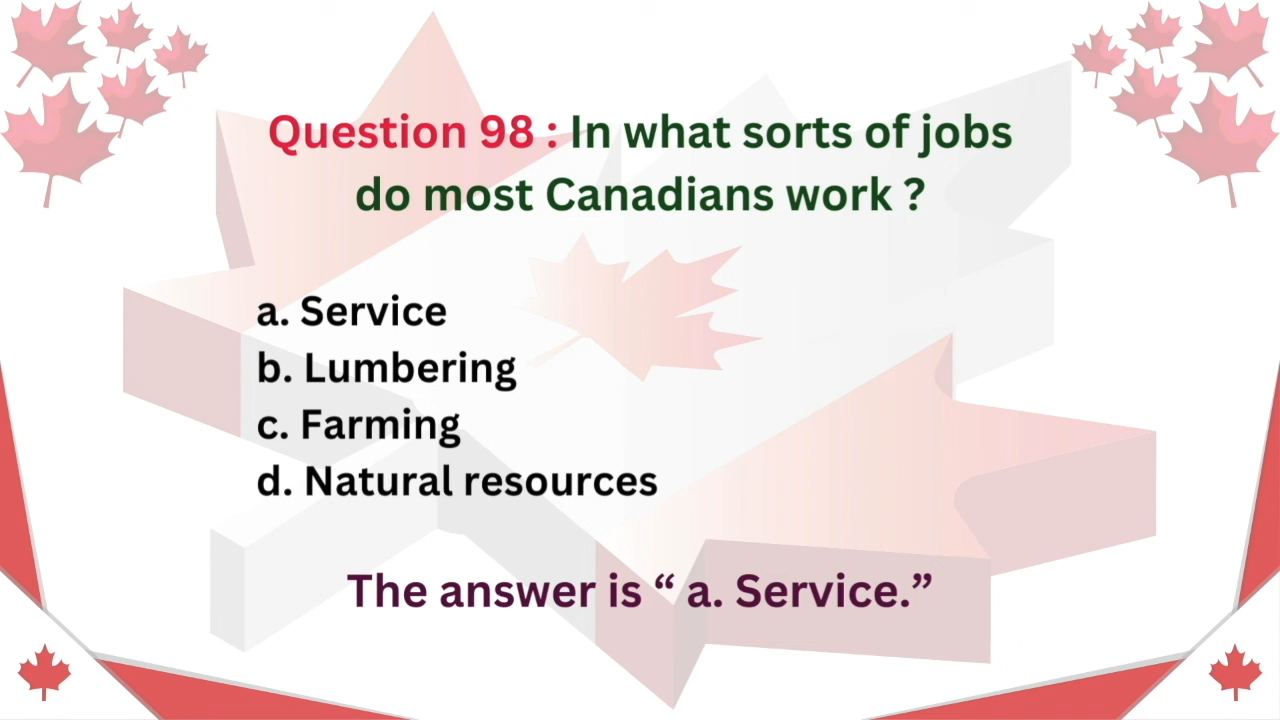 Question 98 : In what sorts of jobs
do most Canadians work ?
a. Service
b. Lumbering
c. Farming
d. Natural resources
The answer is “ a. Service.”